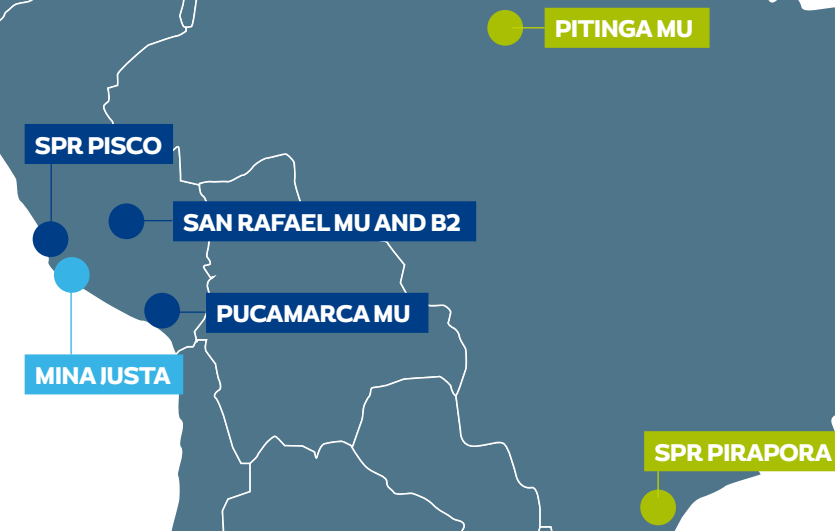 PITINGA MU
SPR PISCO
SAN RAFAEL MU AND B2
PUCAMARCA MU
MINA JUSTA
SPR PIRAPORA